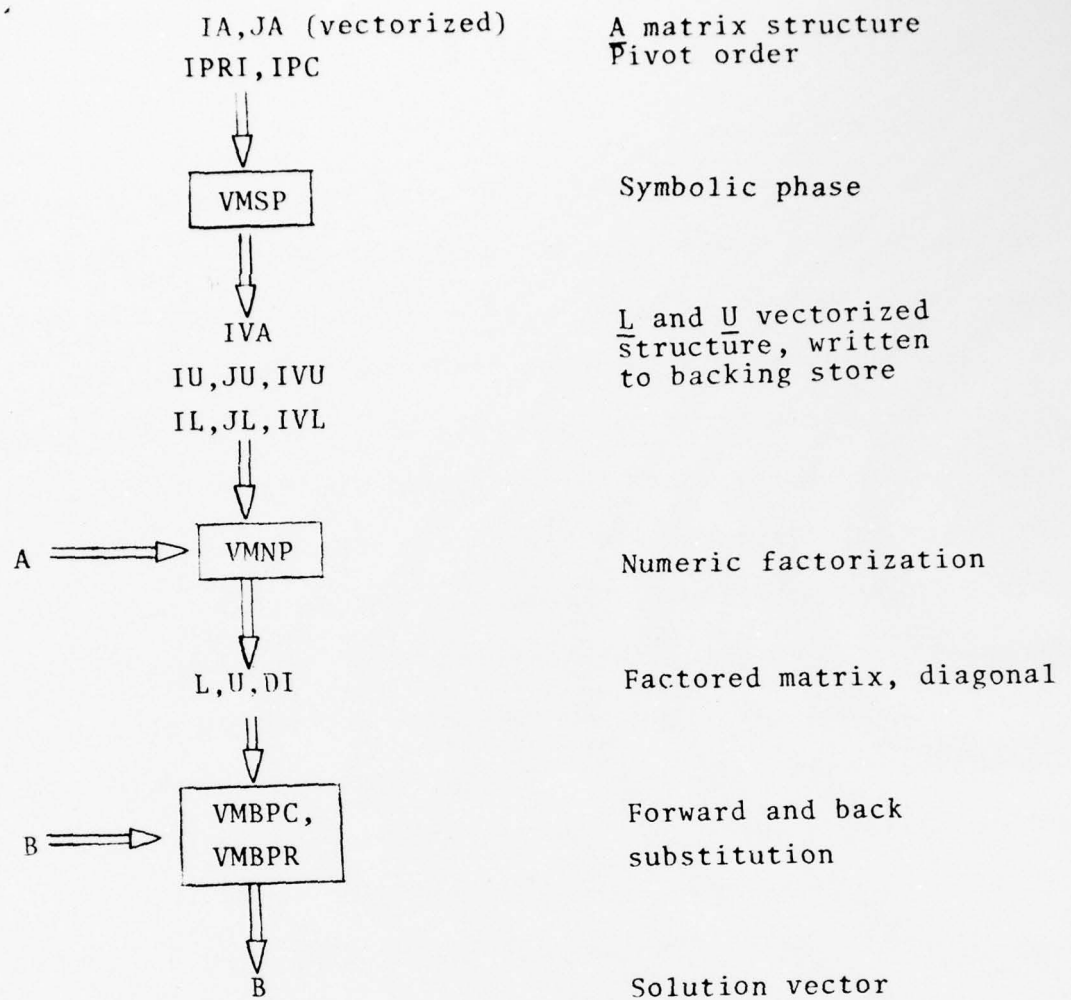 IA,JA (vectorized) A matrix structure
IPRI,IPC Pivot order
VMSP Symbolic phase
IVA L and U vectorized
structure, written
IU,JU,IVU to backing store
IL,JL,IVL
A VMNP Numeric factorization
L,U,DI Factored matrix, diagonal
VMBPC, Forward and back
B VMBPR substitution
B Solution vector